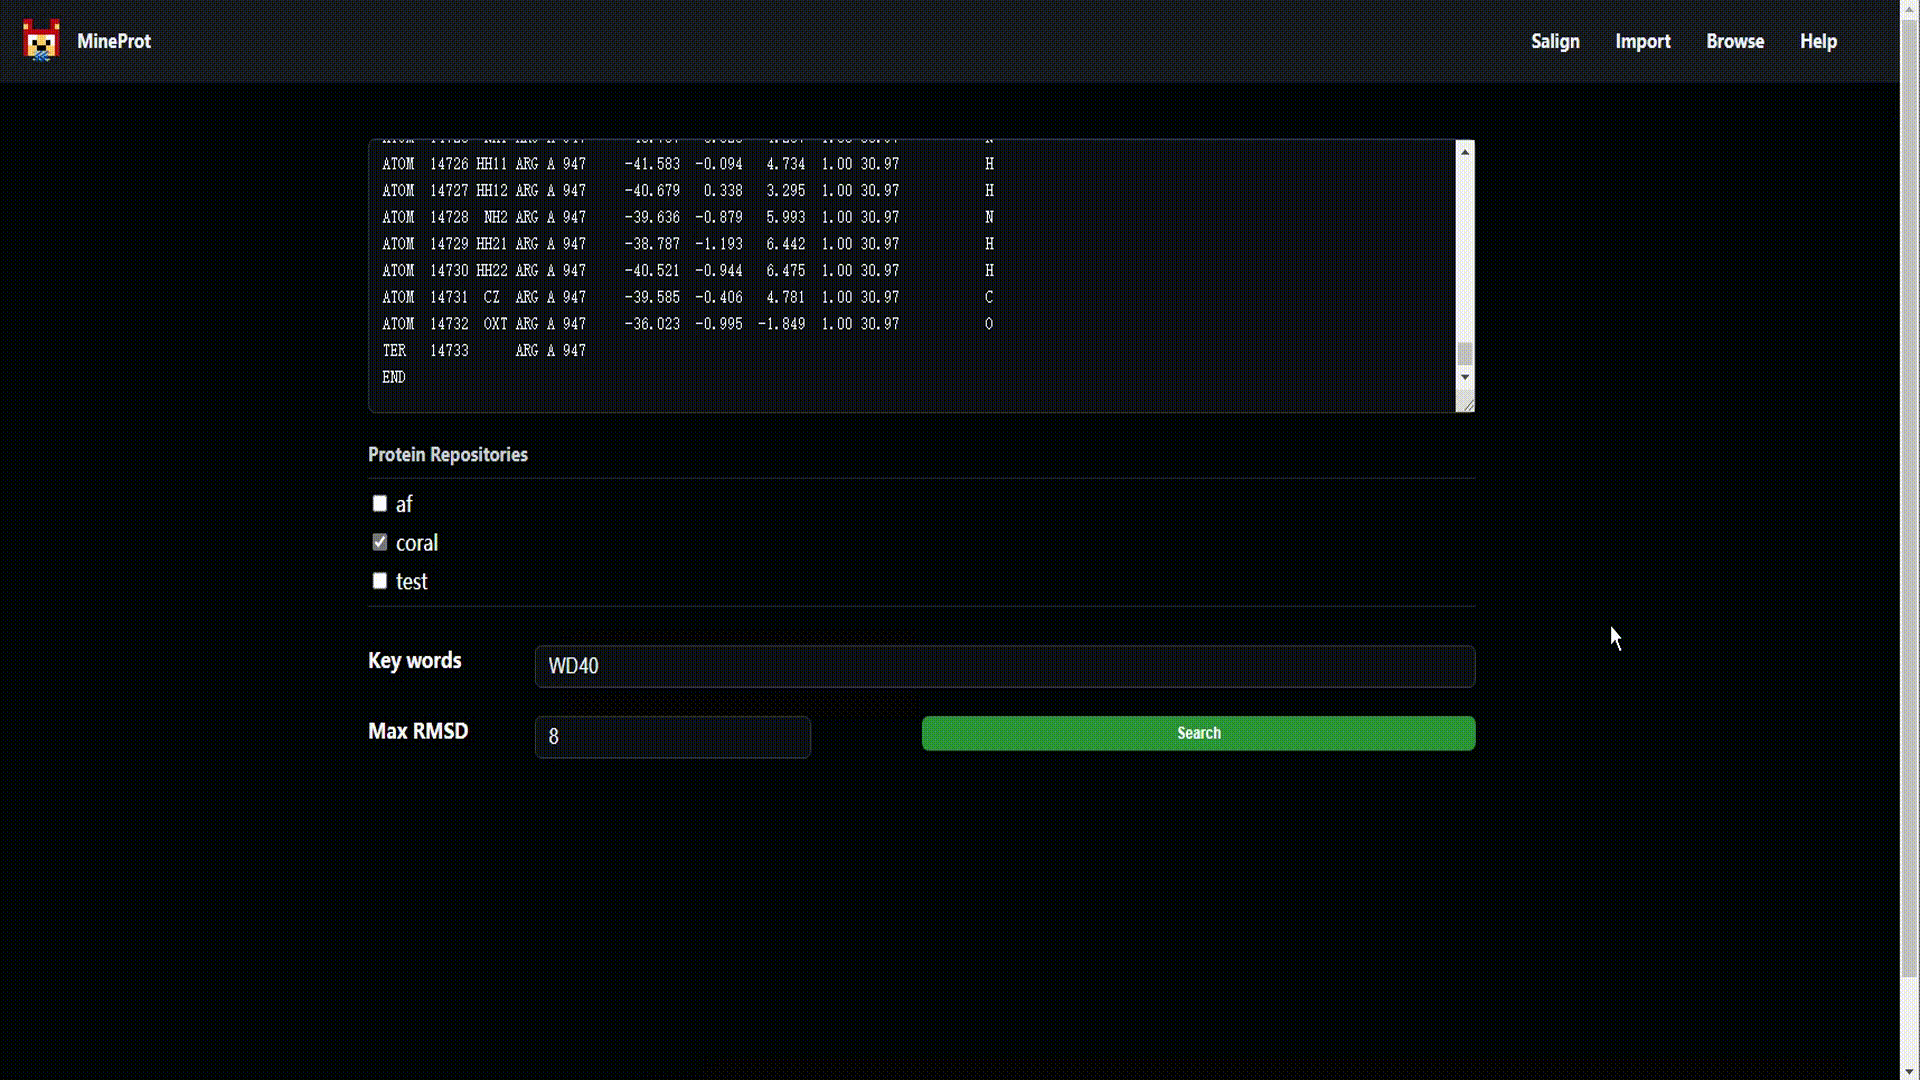 MineProt
Salign Import Browse Help
ATOM 14726 HH11 ARG A 947 -41.583 -0.094 4.734 1.00 30.97 H
ATOM 14727 HH12 ARG A 947 -40.679 0.338 3.295 1.00 30.97 H
ATOM 14728 NH2 ARG A 947 -39.636 -0.879 5.993 1.00 30.97 N
ATOM 14729 HH21 ARG A 947 -38.787 -1.193 6.442 1.00 30.97 H
ATOM 14730 HH22 ARG A 947 -40.521 -0.944 6.475 1.00 30.97 H
ATOM 14731 CZ ARG A 947 -39.585 -0.406 4.781 1.00 30.97 C
ATOM 14732 OXT ARG A 947 -36.023 -0.995 -1.849 1.00 30.97 O
TER 14733 ARG A 947
END
Protein Repositories
af
coral
test
Key words WD40
Max RMSD 8 Search